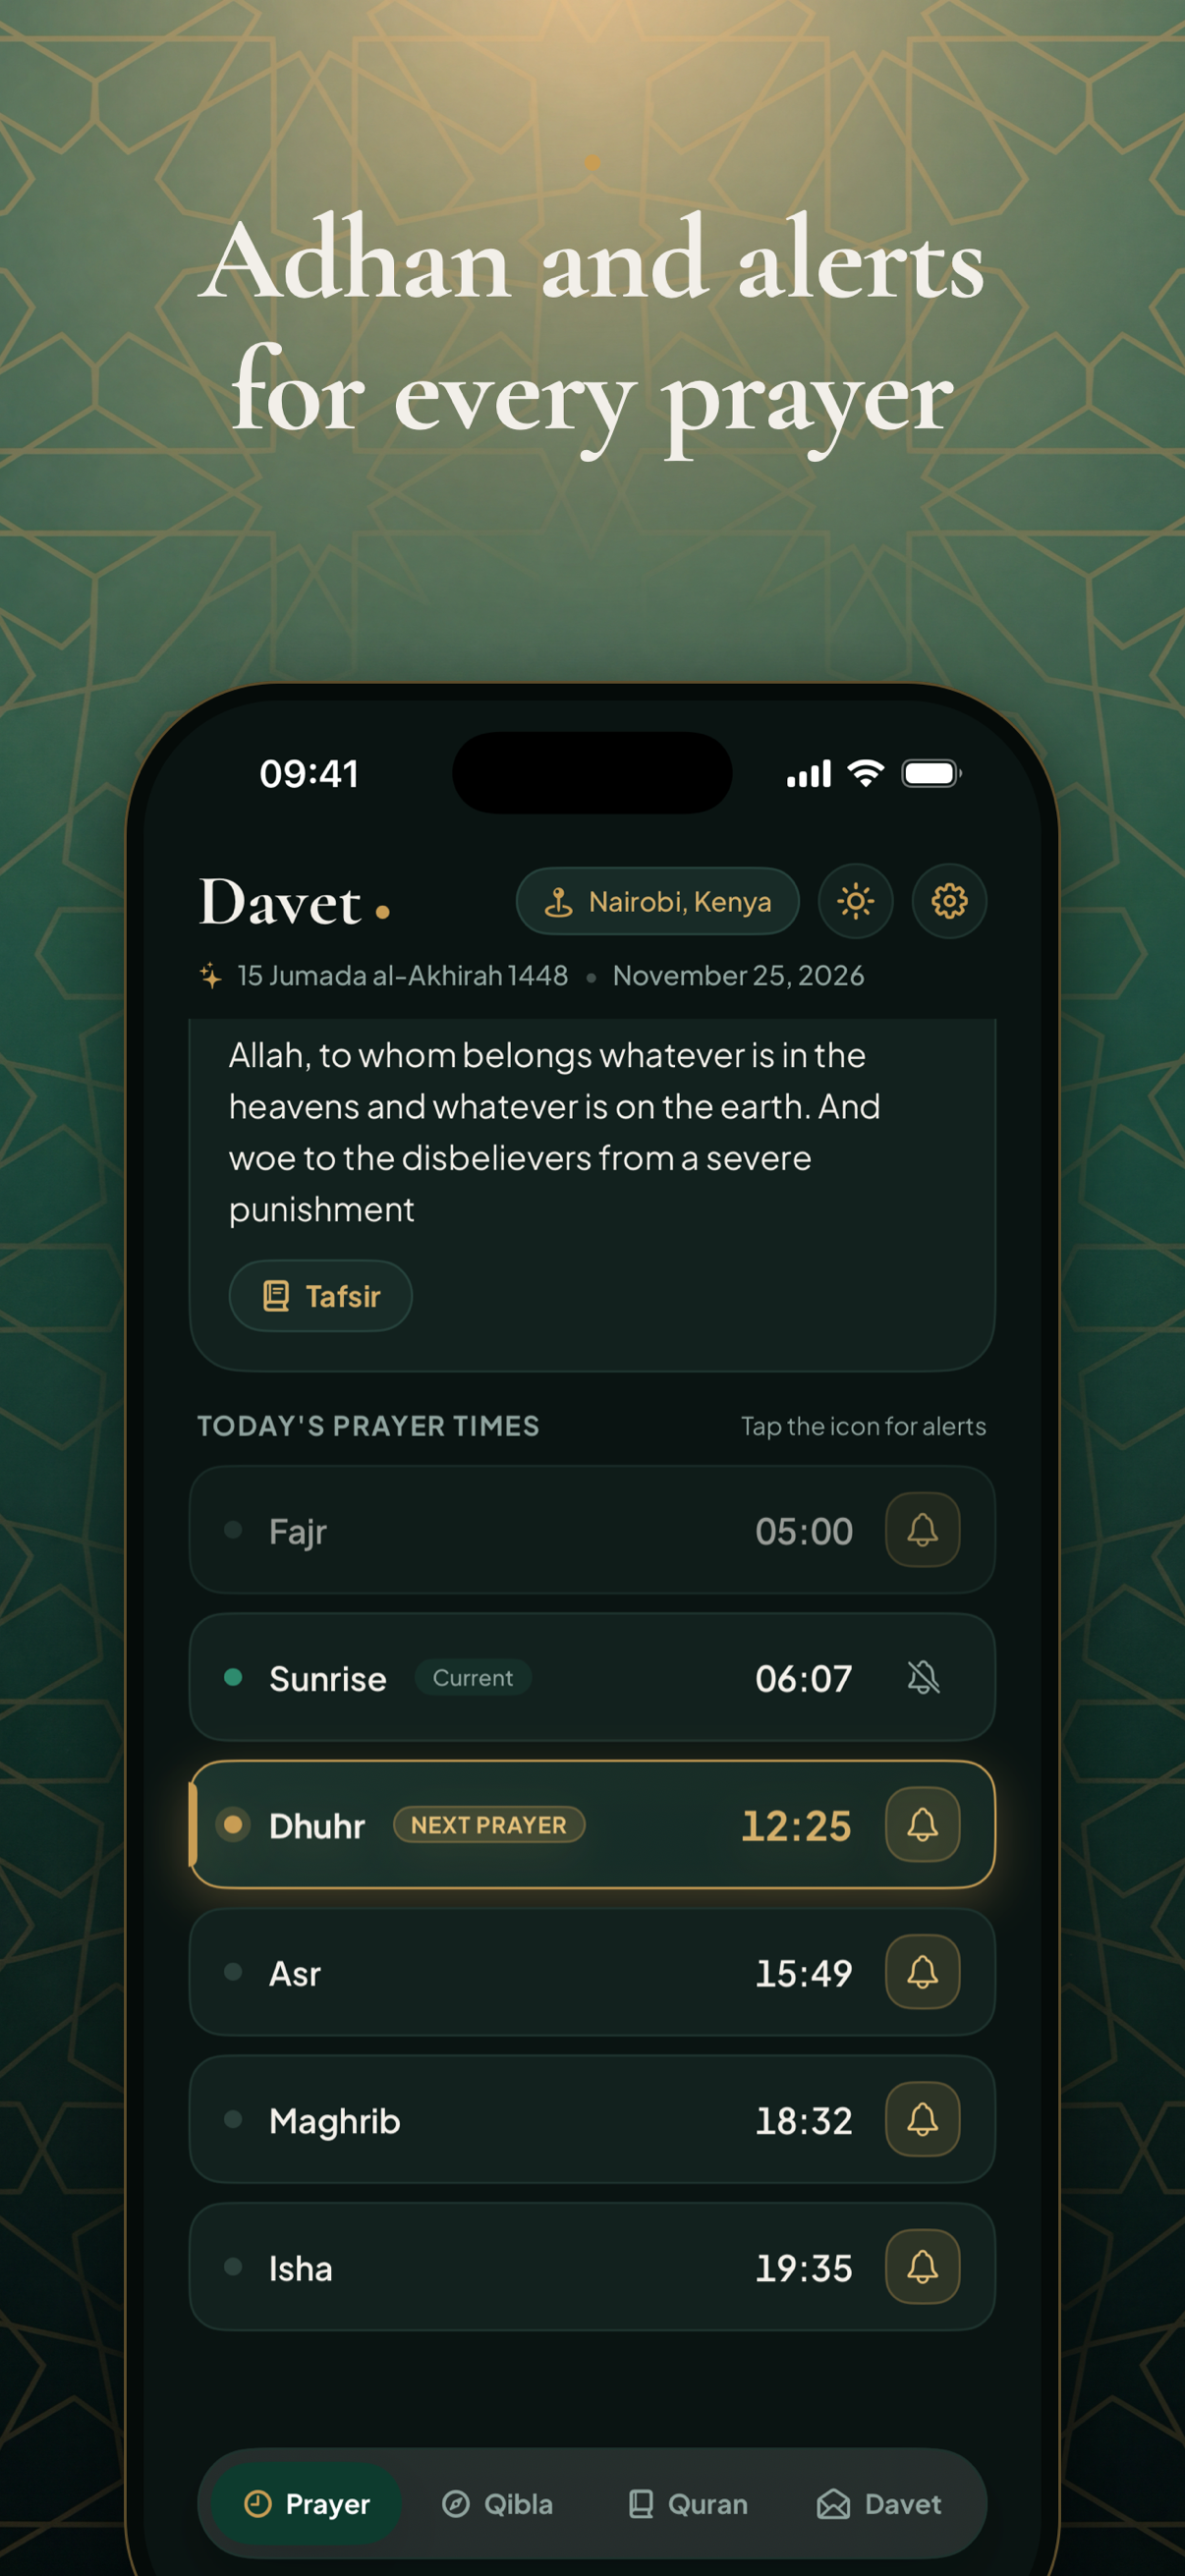 Adhan and alerts
for every prayer
09:41
Davet
Nairobi, Kenya
15 Jumada al-Akhirah 1448 • November 25, 2026
Allah, to whom belongs whatever is in the
heavens and whatever is on the earth. And
woe to the disbelievers from a severe
punishment
Tafsir
TODAY'S PRAYER TIMES Tap the icon for alerts
Fajr 05:00
Sunrise Current 06:07
Dhuhr NEXT PRAYER 12:25
Asr 15:49
Maghrib 18:32
Isha 19:35
Prayer Qibla Quran Davet